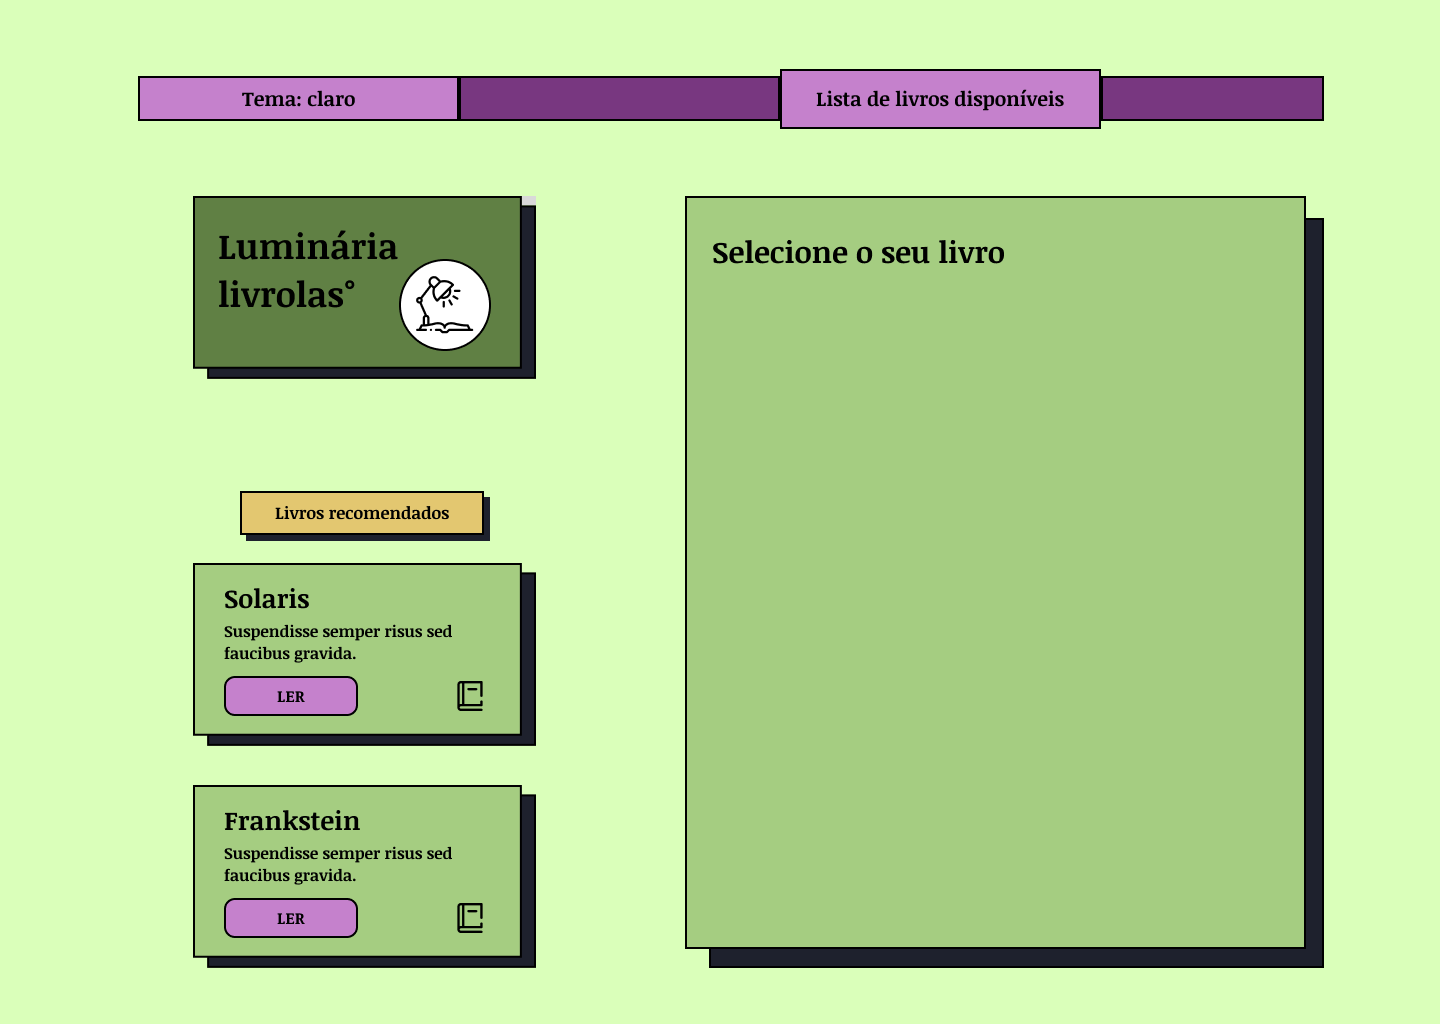 Tema: claro
Lista de livros disponíveis
Luminária
livrolas°
Selecione o seu livro
Livros recomendados
Solaris
Suspendisse semper risus sed
faucibus gravida.
LER
Frankstein
Suspendisse semper risus sed
faucibus gravida.
LER